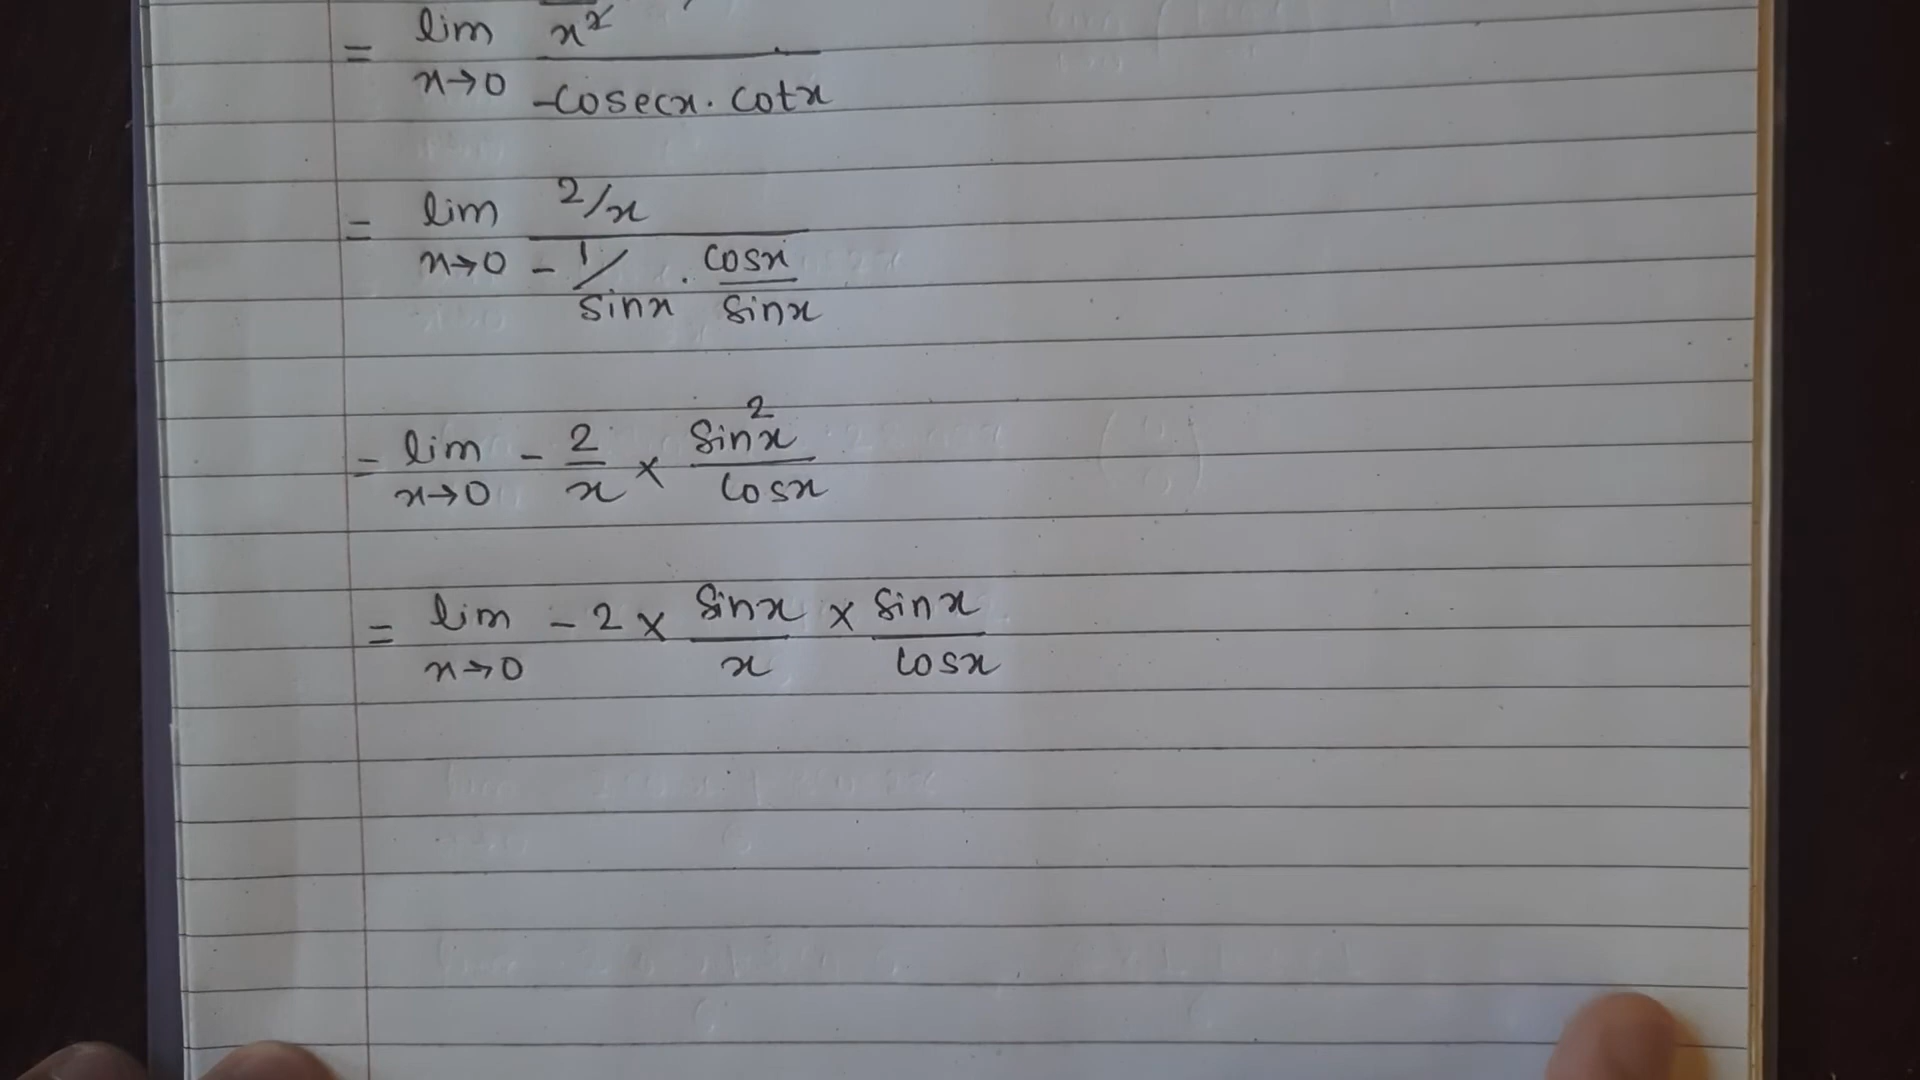 = lim x²
x→0 -cosecx . cotx
= lim 2/x
x→0 - 1/sinx . cosx/sinx
= lim - 2/x × sin²x/cosx
x→0
= lim - 2 × sinx/x × sinx/cosx
x→0